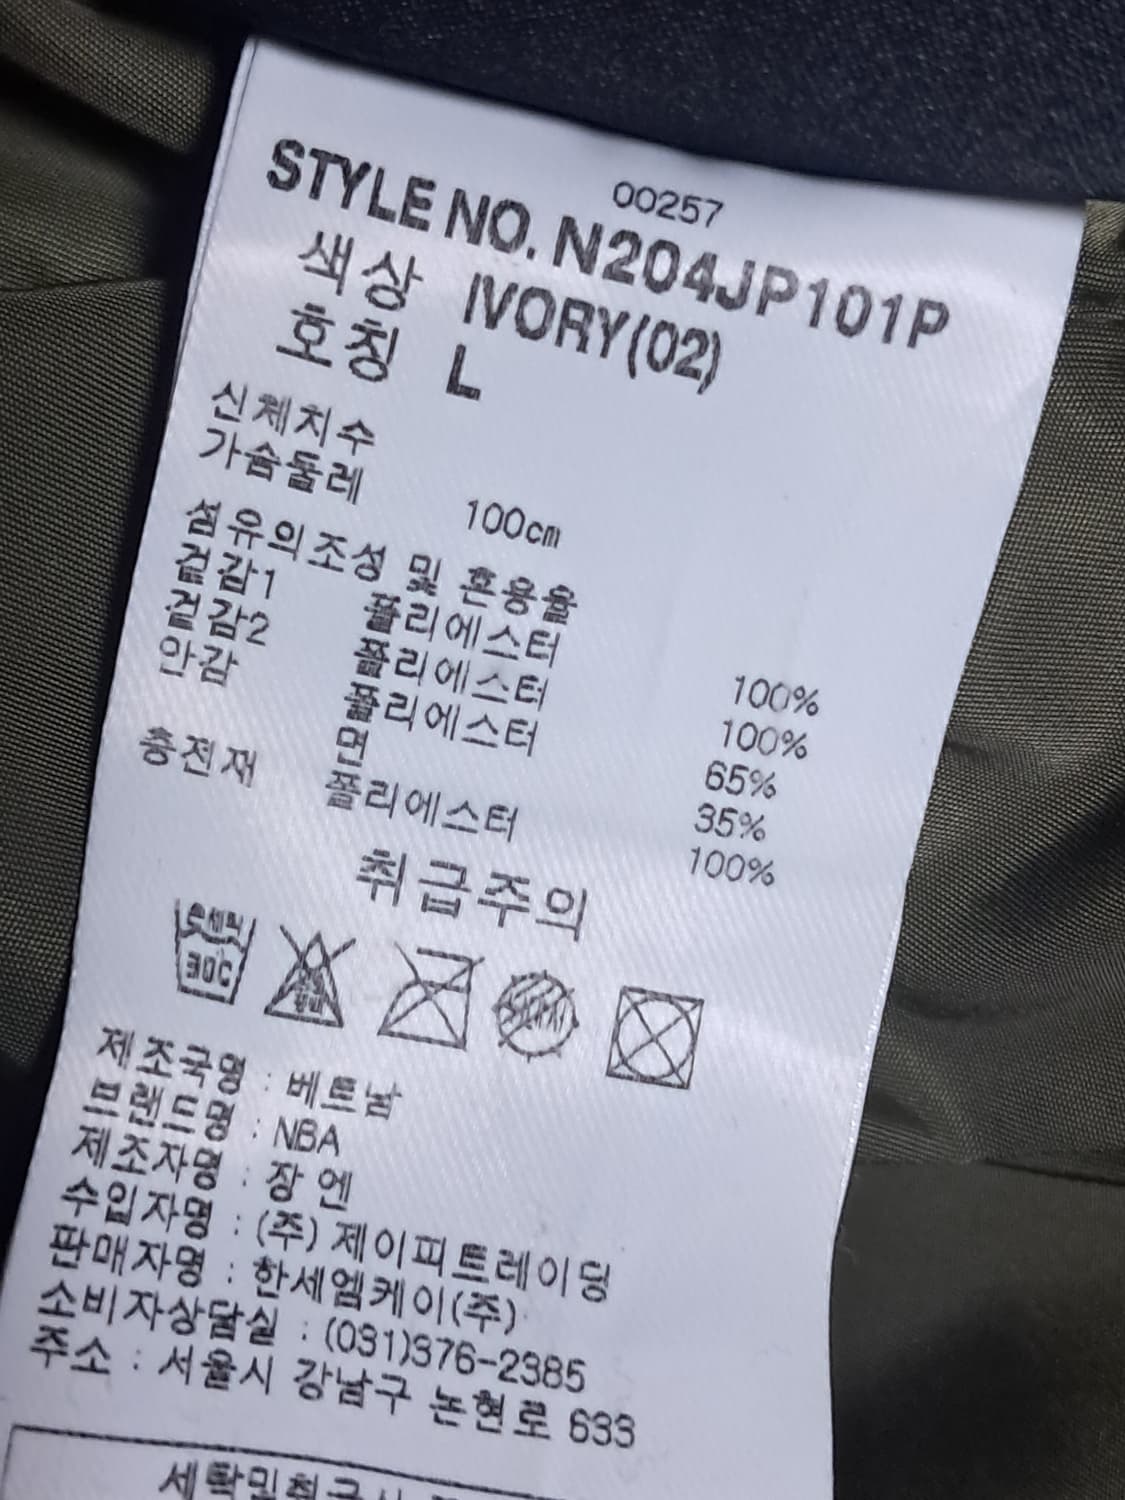 00257
STYLE NO. N204JP101P
색상 IVORY(02)
호칭 L
신체치수
가슴둘레 100㎝
섬유의조성 및 혼용율
겉감1 폴리에스터 100%
겉감2 폴리에스터 100%
안감 폴리에스터 65%
면 35%
충전재 폴리에스터 100%
취급주의
제조국명 : 베트남
브랜드명 : NBA
제조자명 : 장 엔
수입자명 : (주) 제이피트레이딩
판매자명 : 한세엠케이(주)
소비자상담실 : (031)376-2385
주소 : 서울시 강남구 논현로 633